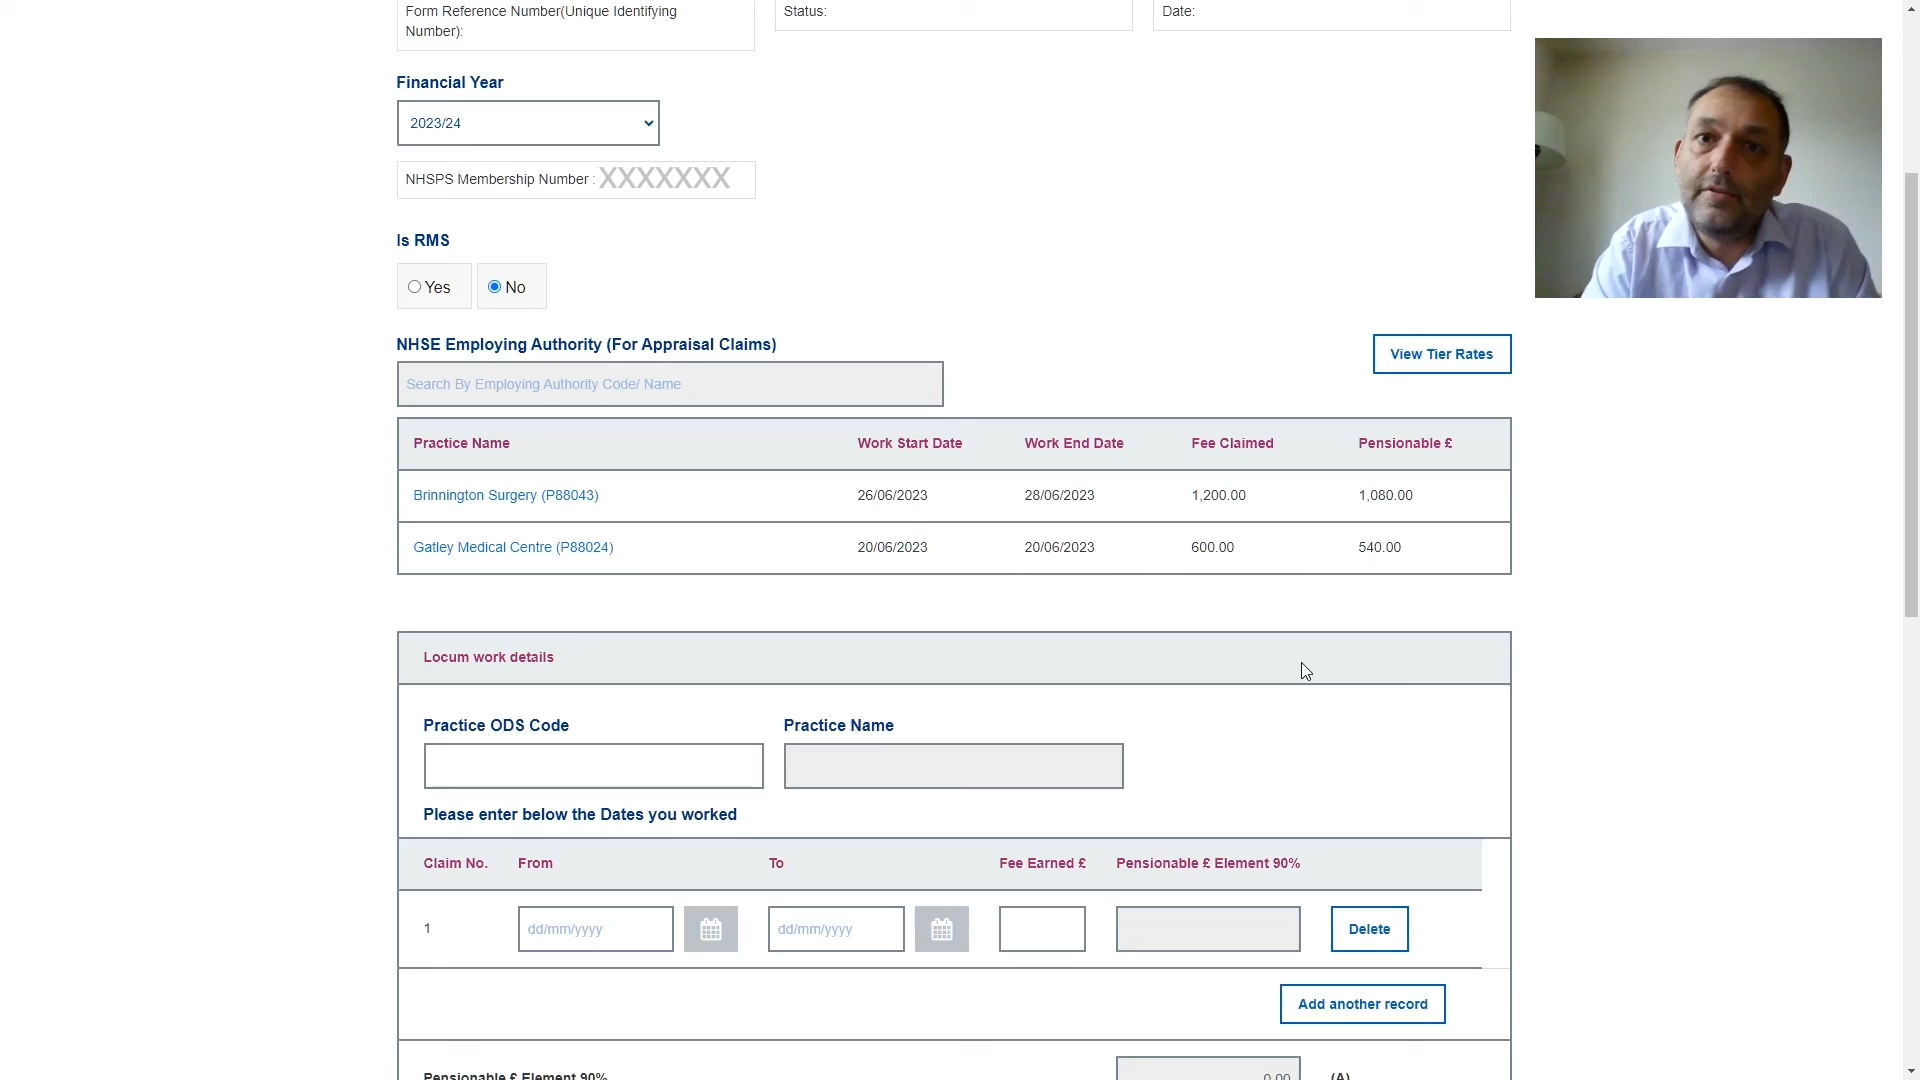 Form Reference Number(Unique Identifying
Number):
Status:
Date:
Financial Year
2023/24
NHSPS Membership Number : XXXXXXX
Is RMS
Yes No
NHSE Employing Authority (For Appraisal Claims)
View Tier Rates
Search By Employing Authority Code/ Name
Practice Name Work Start Date Work End Date Fee Claimed Pensionable £
Brinnington Surgery (P88043) 26/06/2023 28/06/2023 1,200.00 1,080.00
Gatley Medical Centre (P88024) 20/06/2023 20/06/2023 600.00 540.00
Locum work details
Practice ODS Code Practice Name
Please enter below the Dates you worked
Claim No. From To Fee Earned £ Pensionable £ Element 90%
1 dd/mm/yyyy dd/mm/yyyy Delete
Add another record
Pensionable £ Element 90% 0.00 (A)